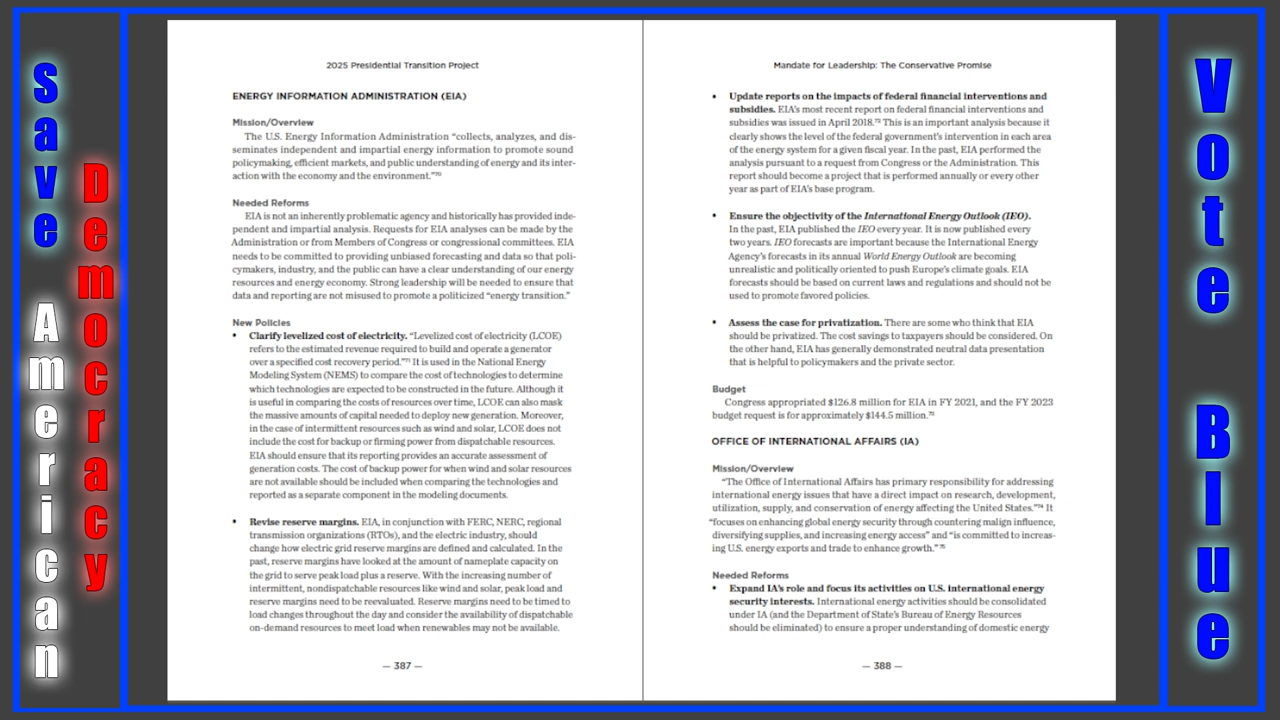 Save American
Democracy
2025 Presidential Transition Project
ENERGY INFORMATION ADMINISTRATION (EIA)
Mission/Overview
The U.S. Energy Information Administration “collects, analyzes, and dis-
seminates independent and impartial energy information to promote sound
policymaking, efficient markets, and public understanding of energy and its inter-
action with the economy and the environment.”70
Needed Reforms
EIA is not an inherently problematic agency and historically has provided inde-
pendent and impartial analysis. Requests for EIA analyses can be made by the
Administration or from Members of Congress or congressional committees. EIA
needs to be committed to providing unbiased forecasting and data so that poli-
cymakers, industry, and the public can have a clear understanding of our energy
resources and energy economy. Strong leadership will be needed to ensure that
data and reporting are not misused to promote a politicized “energy transition.”
New Policies
• Clarify levelized cost of electricity. “Levelized cost of electricity (LCOE)
refers to the estimated revenue required to build and operate a generator
over a specified cost recovery period.”71 It is used in the National Energy
Modeling System (NEMS) to compare the cost of technologies to determine
which technologies are expected to be constructed in the future. Although it
is useful in comparing the costs of resources over time, LCOE can also mask
the massive amounts of capital needed to deploy new generation. Moreover,
in the case of intermittent resources such as wind and solar, LCOE does not
include the cost for backup or firming power from dispatchable resources.
EIA should ensure that its reporting provides an accurate assessment of
generation costs. The cost of backup power for when wind and solar resources
are not available should be included when comparing the technologies and
reported as a separate component in the modeling documents.
• Revise reserve margins. EIA, in conjunction with FERC, NERC, regional
transmission organizations (RTOs), and the electric industry, should
change how electric grid reserve margins are defined and calculated. In the
past, reserve margins have looked at the amount of nameplate capacity on
the grid to serve peak load plus a reserve. With the increasing number of
intermittent, nondispatchable resources like wind and solar, peak load and
reserve margins need to be reevaluated. Reserve margins need to be timed to
load changes throughout the day and consider the availability of dispatchable
on-demand resources to meet load when renewables may not be available.
— 387 —
Mandate for Leadership: The Conservative Promise
• Update reports on the impacts of federal financial interventions and
subsidies. EIA’s most recent report on federal financial interventions and
subsidies was issued in April 2018.72 This is an important analysis because it
clearly shows the level of the federal government’s intervention in each area
of the energy system for a given fiscal year. In the past, EIA performed the
analysis pursuant to a request from Congress or the Administration. This
report should become a project that is performed annually or every other
year as part of EIA’s base program.
• Ensure the objectivity of the International Energy Outlook (IEO).
In the past, EIA published the IEO every year. It is now published every
two years. IEO forecasts are important because the International Energy
Agency’s forecasts in its annual World Energy Outlook are becoming
unrealistic and politically oriented to push Europe’s climate goals. EIA
forecasts should be based on current laws and regulations and should not be
used to promote favored policies.
• Assess the case for privatization. There are some who think that EIA
should be privatized. The cost savings to taxpayers should be considered. On
the other hand, EIA has generally demonstrated neutral data presentation
that is helpful to policymakers and the private sector.
Budget
Congress appropriated $126.8 million for EIA in FY 2021, and the FY 2023
budget request is for approximately $144.5 million.73
OFFICE OF INTERNATIONAL AFFAIRS (IA)
Mission/Overview
“The Office of International Affairs has primary responsibility for addressing
international energy issues that have a direct impact on research, development,
utilization, supply, and conservation of energy affecting the United States.”74 It
“focuses on enhancing global energy security through countering malign influence,
diversifying supplies, and increasing energy access” and “is committed to increas-
ing U.S. energy exports and trade to enhance growth.”75
Needed Reforms
• Expand IA’s role and focus its activities on U.S. international energy
security interests. International energy activities should be consolidated
under IA (and the Department of State’s Bureau of Energy Resources
should be eliminated) to ensure a proper understanding of domestic energy
— 388 —
Vote Blue